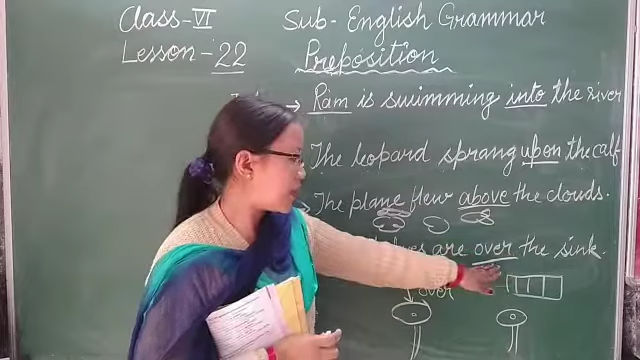 Class-VI Sub-English Grammar
Lesson-22 Preposition
Ram is swimming into the river
The leopard sprang upon the calf
The plane flew above the clouds.
are over the sink.
over